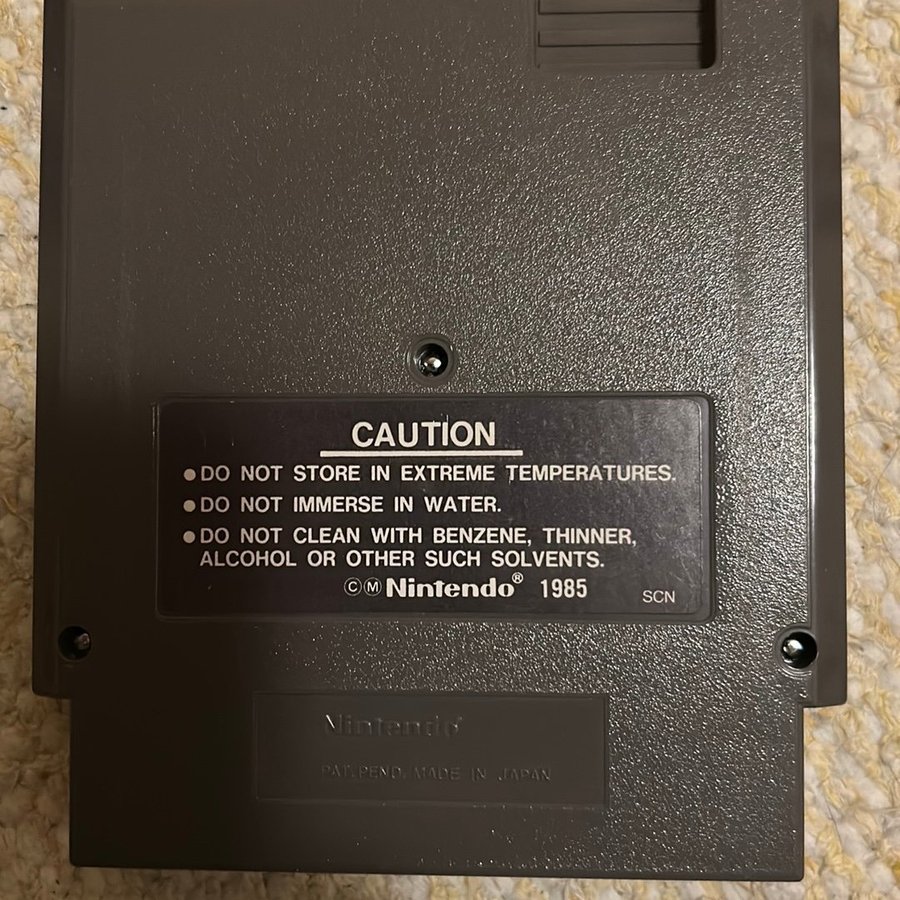 CAUTION
●DO NOT STORE IN EXTREME TEMPERATURES.
●DO NOT IMMERSE IN WATER.
●DO NOT CLEAN WITH BENZENE, THINNER,
ALCOHOL OR OTHER SUCH SOLVENTS.
ⒸⓂNintendo® 1985 SCN
Nintendo®
PAT.PEND. MADE IN JAPAN